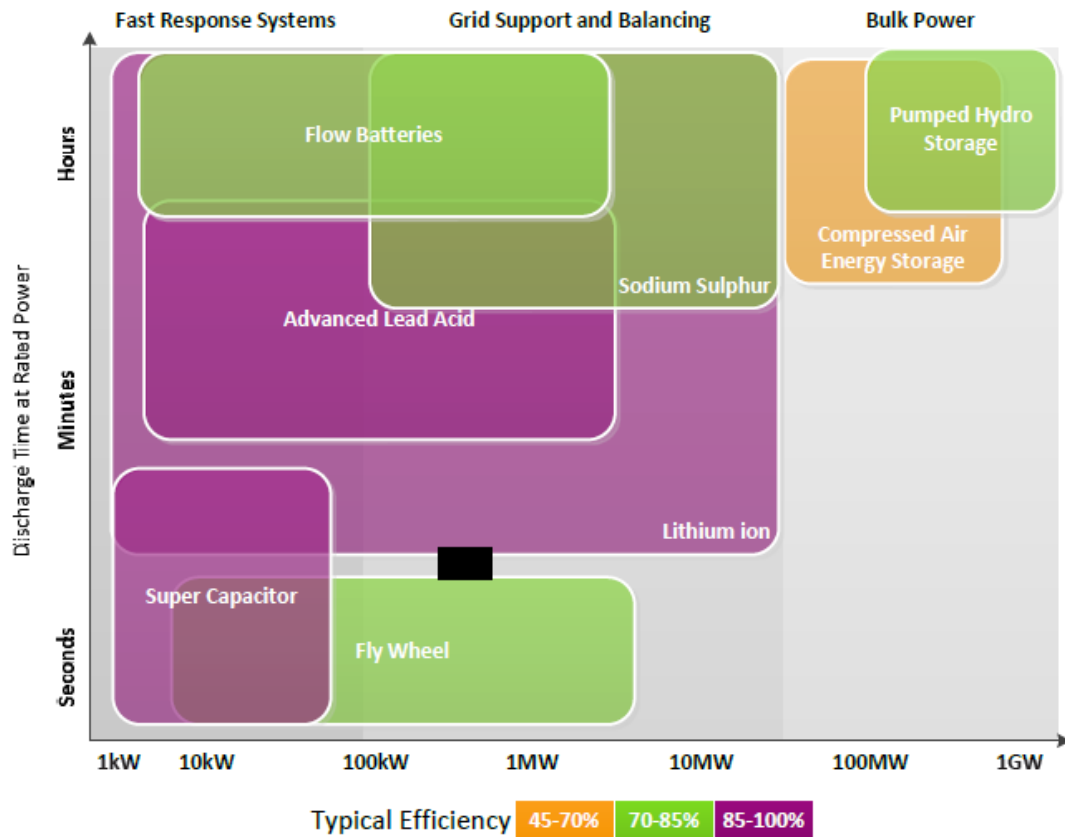 Fast Response Systems
Grid Support and Balancing
Bulk Power
Hours
Minutes
Seconds
Discharge Time at Rated Power
Flow Batteries
Pumped Hydro
Storage
Compressed Air
Energy Storage
Sodium Sulphur
Advanced Lead Acid
Lithium ion
Super Capacitor
Fly Wheel
1kW
10kW
100kW
1MW
10MW
100MW
1GW
Typical Efficiency
45-70%
70-85%
85-100%